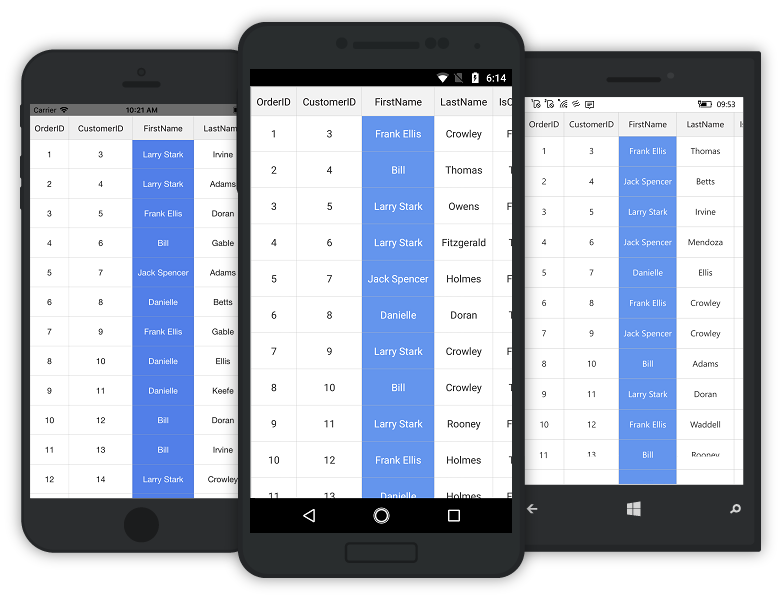 Carrier 10:21 AM
OrderID CustomerID FirstName LastNam
1 3 Larry Stark Irvine
2 4 Larry Stark Adams
3 5 Frank Ellis Doran
4 6 Bill Gable
5 7 Jack Spencer Adams
6 8 Danielle Betts
7 9 Frank Ellis Gable
8 10 Danielle Ellis
9 11 Danielle Keefe
10 12 Bill Doran
11 13 Bill Irvine
12 14 Larry Stark Crowley
6:14
OrderID CustomerID FirstName LastName IsC
1 3 Frank Ellis Crowley F
2 4 Bill Thomas T
3 5 Larry Stark Owens F
4 6 Larry Stark Fitzgerald T
5 7 Jack Spencer Holmes F
6 8 Danielle Doran T
7 9 Larry Stark Crowley F
8 10 Bill Crowley T
9 11 Larry Stark Rooney F
10 12 Frank Ellis Holmes T
11 13 Danielle Holmes F
09:53
OrderID CustomerID FirstName LastName Is
1 3 Frank Ellis Thomas
2 4 Jack Spencer Betts
3 5 Larry Stark Irvine
4 6 Jack Spencer Mendoza
5 7 Danielle Ellis
6 8 Frank Ellis Crowley
7 9 Jack Spencer Crowley
8 10 Bill Adams
9 11 Larry Stark Doran
10 12 Frank Ellis Waddell
11 13 Bill Rooney